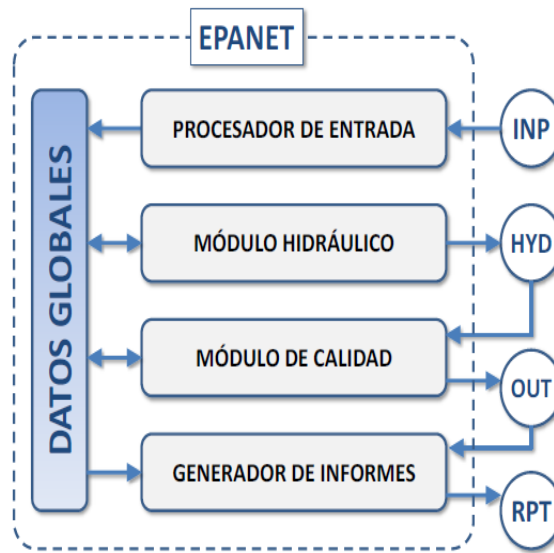 EPANET
DATOS GLOBALES
PROCESADOR DE ENTRADA
INP
MÓDULO HIDRÁULICO
HYD
MÓDULO DE CALIDAD
OUT
GENERADOR DE INFORMES
RPT